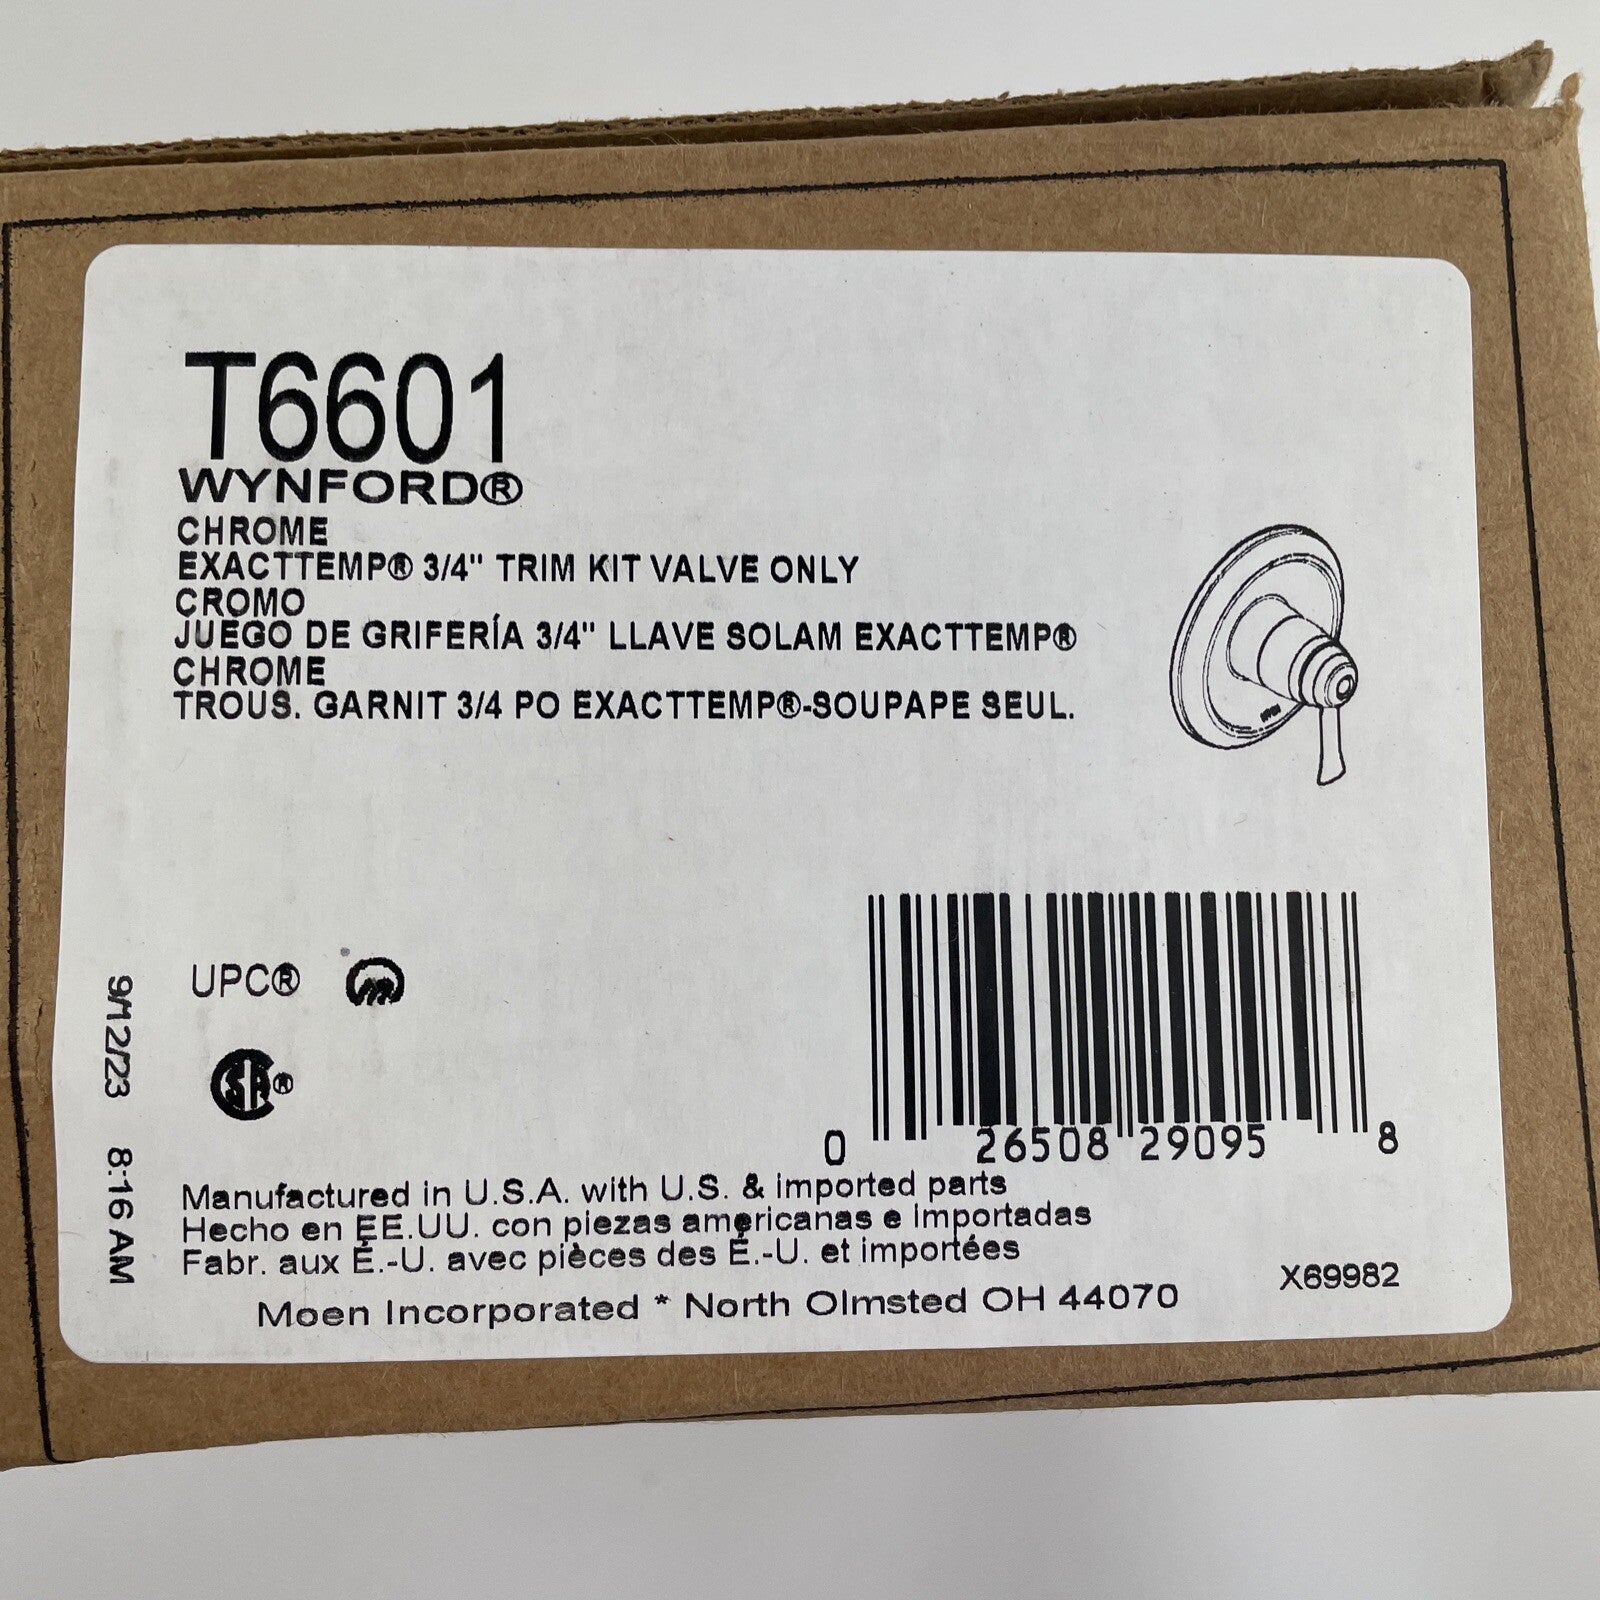 T6601
WYNFORD®
CHROME
EXACTTEMP® 3/4" TRIM KIT VALVE ONLY
CROMO
JUEGO DE GRIFERÍA 3/4" LLAVE SOLAM EXACTTEMP®
CHROME
TROUS. GARNIT 3/4 PO EXACTTEMP®-SOUPAPE SEUL.
UPC®
CSA®
9/12/23 8:16 AM
0 26508 29095 8
Manufactured in U.S.A. with U.S. & imported parts
Hecho en EE.UU. con piezas americanas e importadas
Fabr. aux É.-U. avec pièces des É.-U. et importées
Moen Incorporated * North Olmsted OH 44070
X69982